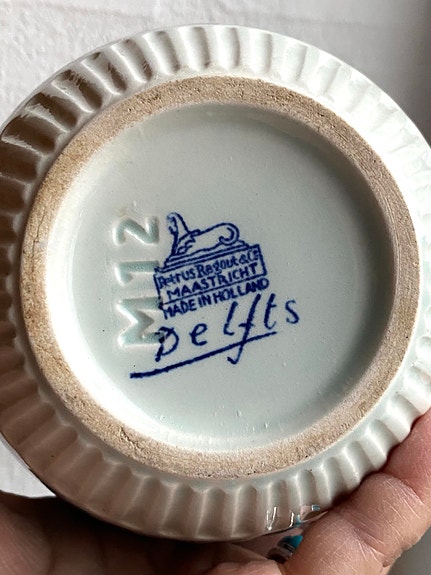 M12
Petrus Regout & Co
MAASTRICHT
MADE IN HOLLAND
Delfts